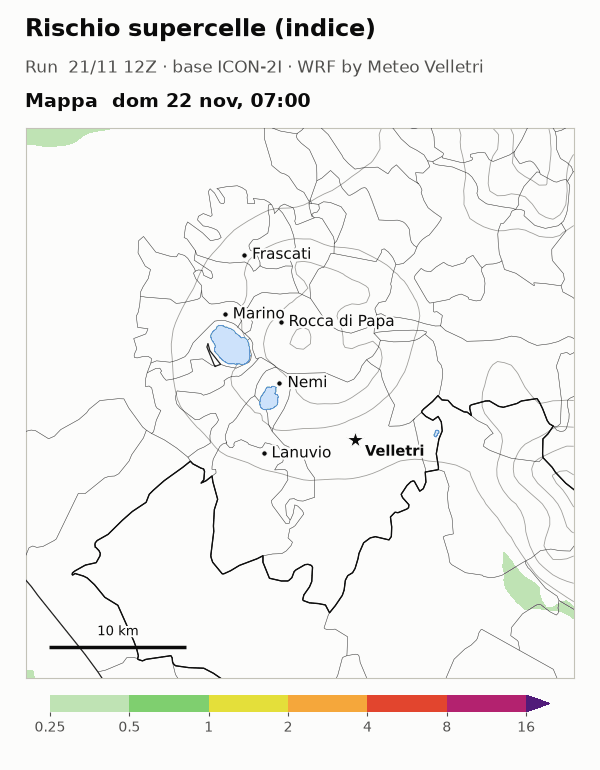 Rischio supercelle (indice)
Run  21/11 12Z · base ICON-2I · WRF by Meteo Velletri
Mappa  dom 22 nov, 07:00
Frascati
Marino
Rocca di Papa
Nemi
Velletri
Lanuvio
10 km
0.25 0.5 1 2 4 8 16